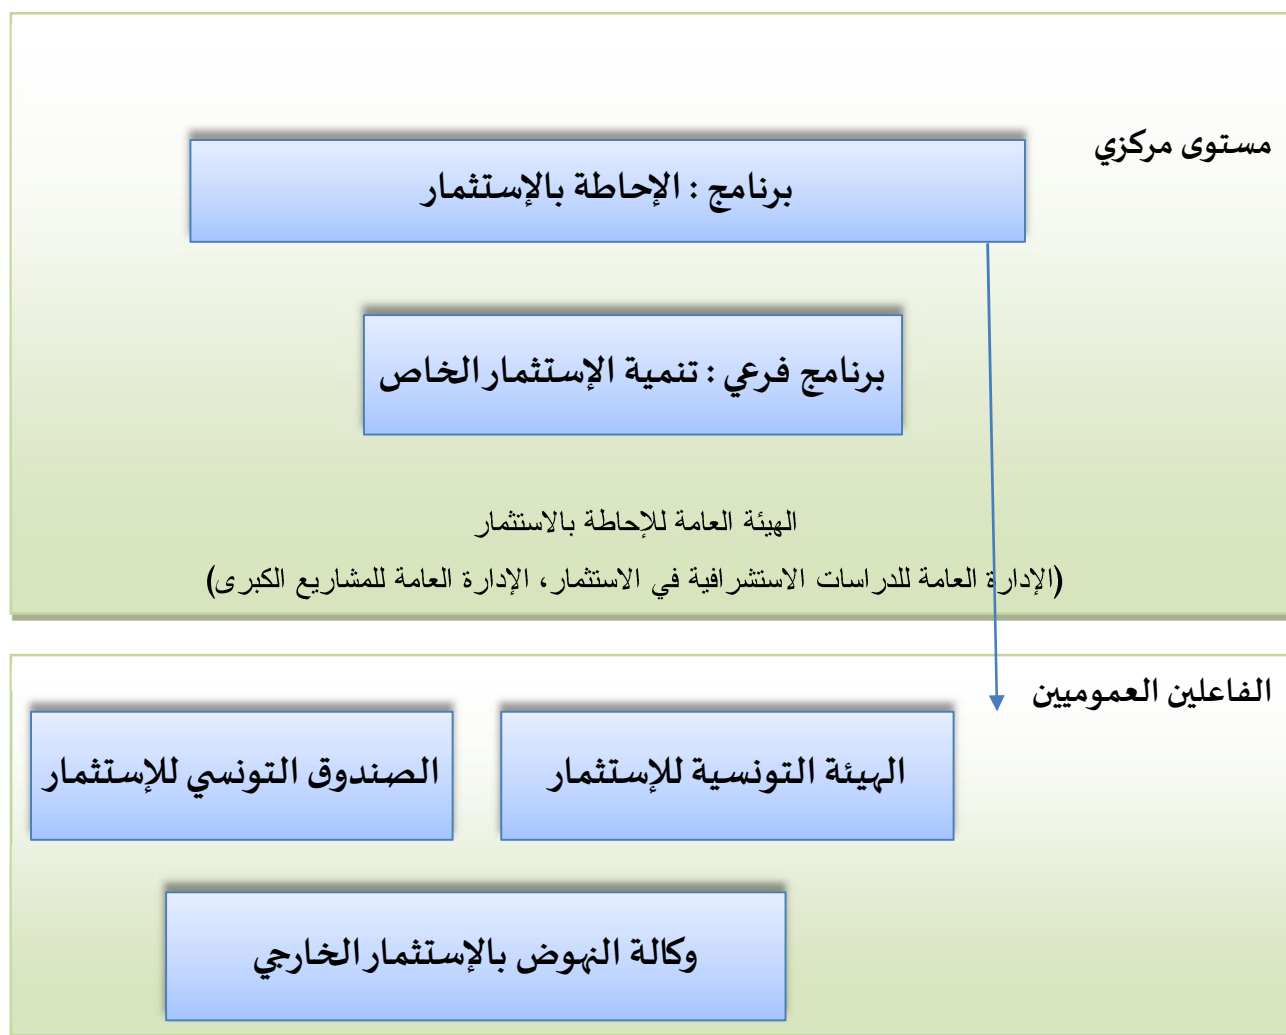 مستوى مركزي
برنامج : الإحاطة بالإستثمار
برنامج فرعي : تنمية الإستثمار الخاص
الهيئة العامة للإحاطة بالاستثمار
(الإدارة العامة للدراسات الاستشرافية في الاستثمار، الإدارة العامة للمشاريع الكبرى)
الفاعلين العموميين
الهيئة التونسية للإستثمار
الصندوق التونسي للإستثمار
وكالة النهوض بالإستثمار الخارجي